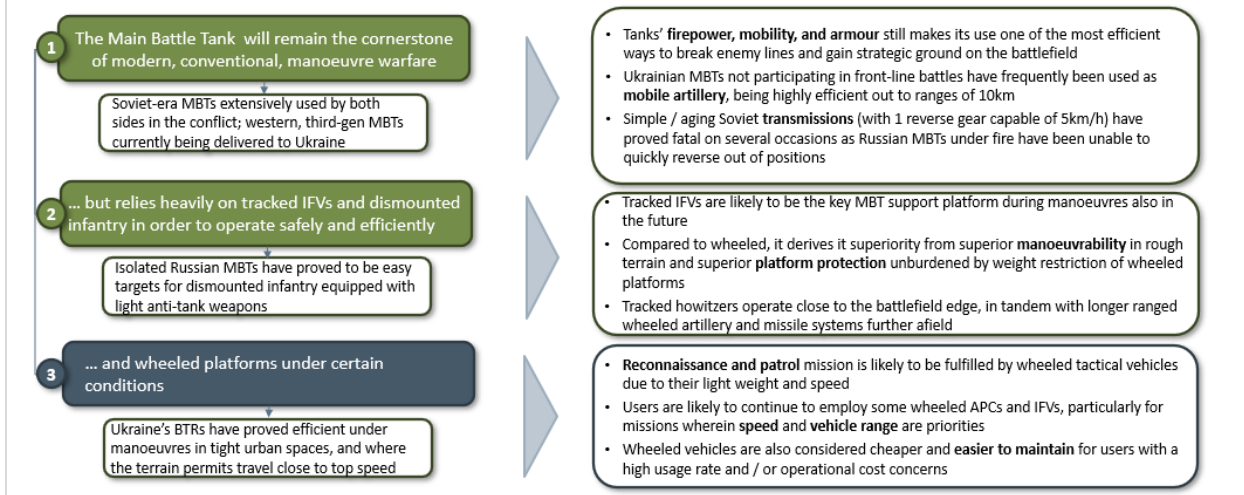 1
The Main Battle Tank will remain the cornerstone
of modern, conventional, manoeuvre warfare
Soviet-era MBTs extensively used by both
sides in the conflict; western, third-gen MBTs
currently being delivered to Ukraine
• Tanks’ firepower, mobility, and armour still makes its use one of the most efficient
ways to break enemy lines and gain strategic ground on the battlefield
• Ukrainian MBTs not participating in front-line battles have frequently been used as
mobile artillery, being highly efficient out to ranges of 10km
• Simple / aging Soviet transmissions (with 1 reverse gear capable of 5km/h) have
proved fatal on several occasions as Russian MBTs under fire have been unable to
quickly reverse out of positions
2
... but relies heavily on tracked IFVs and dismounted
infantry in order to operate safely and efficiently
Isolated Russian MBTs have proved to be easy
targets for dismounted infantry equipped with
light anti-tank weapons
• Tracked IFVs are likely to be the key MBT support platform during manoeuvres also in
the future
• Compared to wheeled, it derives it superiority from superior manoeuvrability in rough
terrain and superior platform protection unburdened by weight restriction of wheeled
platforms
• Tracked howitzers operate close to the battlefield edge, in tandem with longer ranged
wheeled artillery and missile systems further afield
3
... and wheeled platforms under certain
conditions
Ukraine’s BTRs have proved efficient under
manoeuvres in tight urban spaces, and where
the terrain permits travel close to top speed
• Reconnaissance and patrol mission is likely to be fulfilled by wheeled tactical vehicles
due to their light weight and speed
• Users are likely to continue to employ some wheeled APCs and IFVs, particularly for
missions wherein speed and vehicle range are priorities
• Wheeled vehicles are also considered cheaper and easier to maintain for users with a
high usage rate and / or operational cost concerns